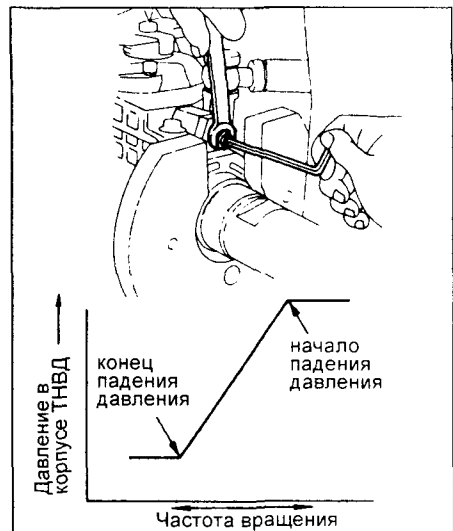 конец
падения
давления
начало
падения
давления
Давление в
корпусе ТНВД
Частота вращения